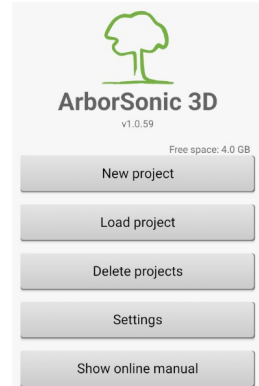 ArborSonic 3D
v1.0.59
Free space: 4.0 GB
New project
Load project
Delete projects
Settings
Show online manual